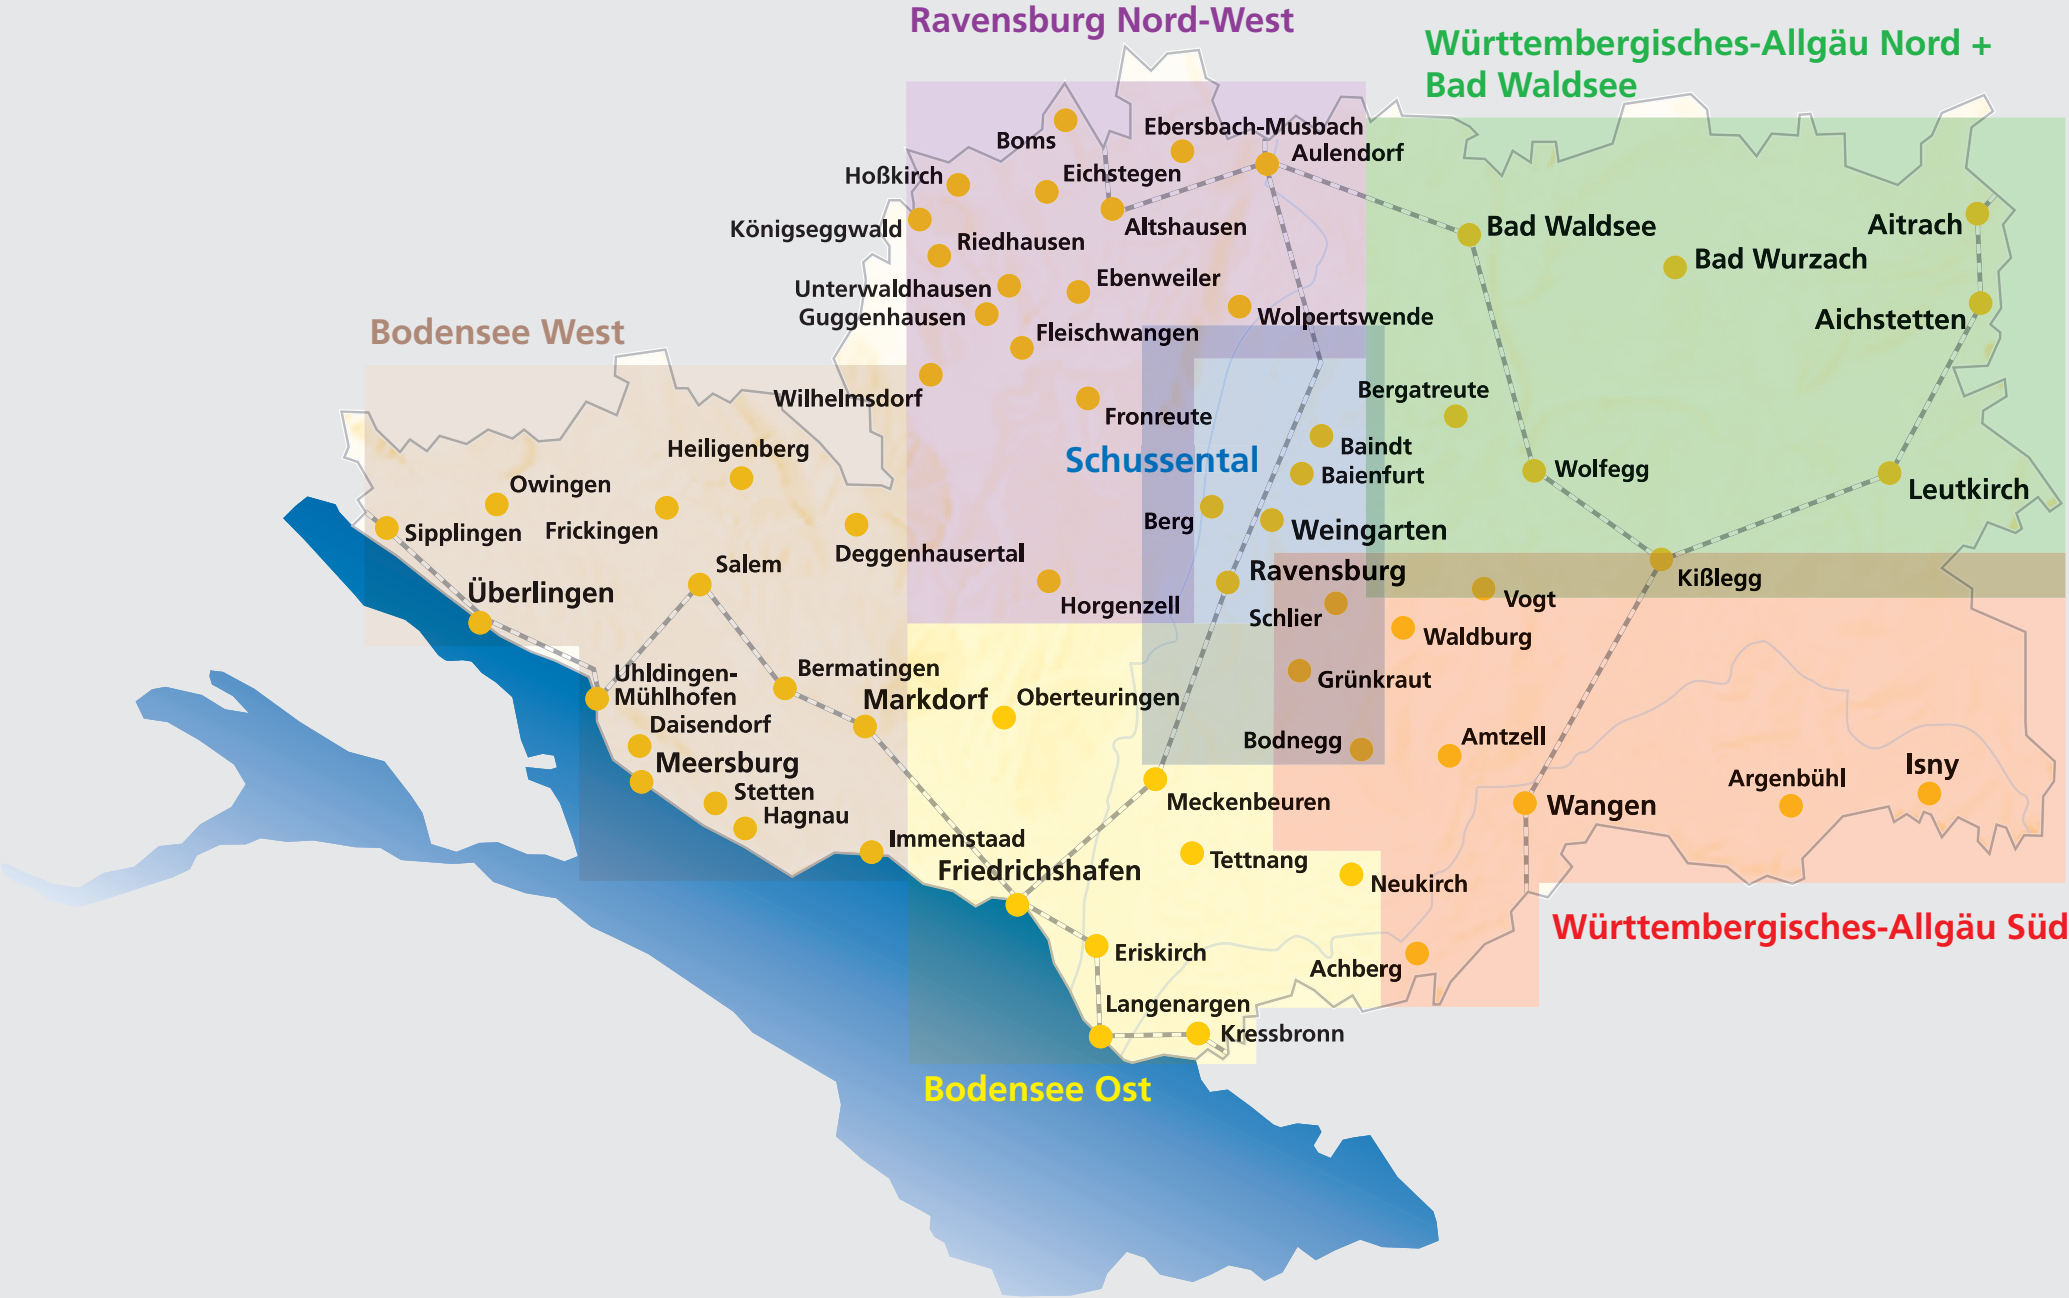 Ravensburg Nord-West
Württembergisches-Allgäu Nord +
Bad Waldsee
Boms
Ebersbach-Musbach
Aulendorf
Hoßkirch
Eichstegen
Königseggwald
Altshausen
Riedhausen
Bad Waldsee
Aitrach
Bad Wurzach
Unterwaldhausen
Ebenweiler
Guggenhausen
Wolpertswende
Aichstetten
Fleischwangen
Bodensee West
Wilhelmsdorf
Bergatreute
Fronreute
Heiligenberg
Schussental
Baindt
Baienfurt
Wolfegg
Leutkirch
Owingen
Sipplingen
Frickingen
Berg
Weingarten
Deggenhausertal
Salem
Ravensburg
Kißlegg
Überlingen
Horgenzell
Schlier
Vogt
Waldburg
Uhldingen-
Mühlhofen
Bermatingen
Grünkraut
Markdorf
Oberteuringen
Daisendorf
Bodnegg
Amtzell
Meersburg
Isny
Argenbühl
Stetten
Meckenbeuren
Wangen
Hagnau
Immenstaad
Friedrichshafen
Tettnang
Neukirch
Württembergisches-Allgäu Süd
Eriskirch
Achberg
Langenargen
Kressbronn
Bodensee Ost